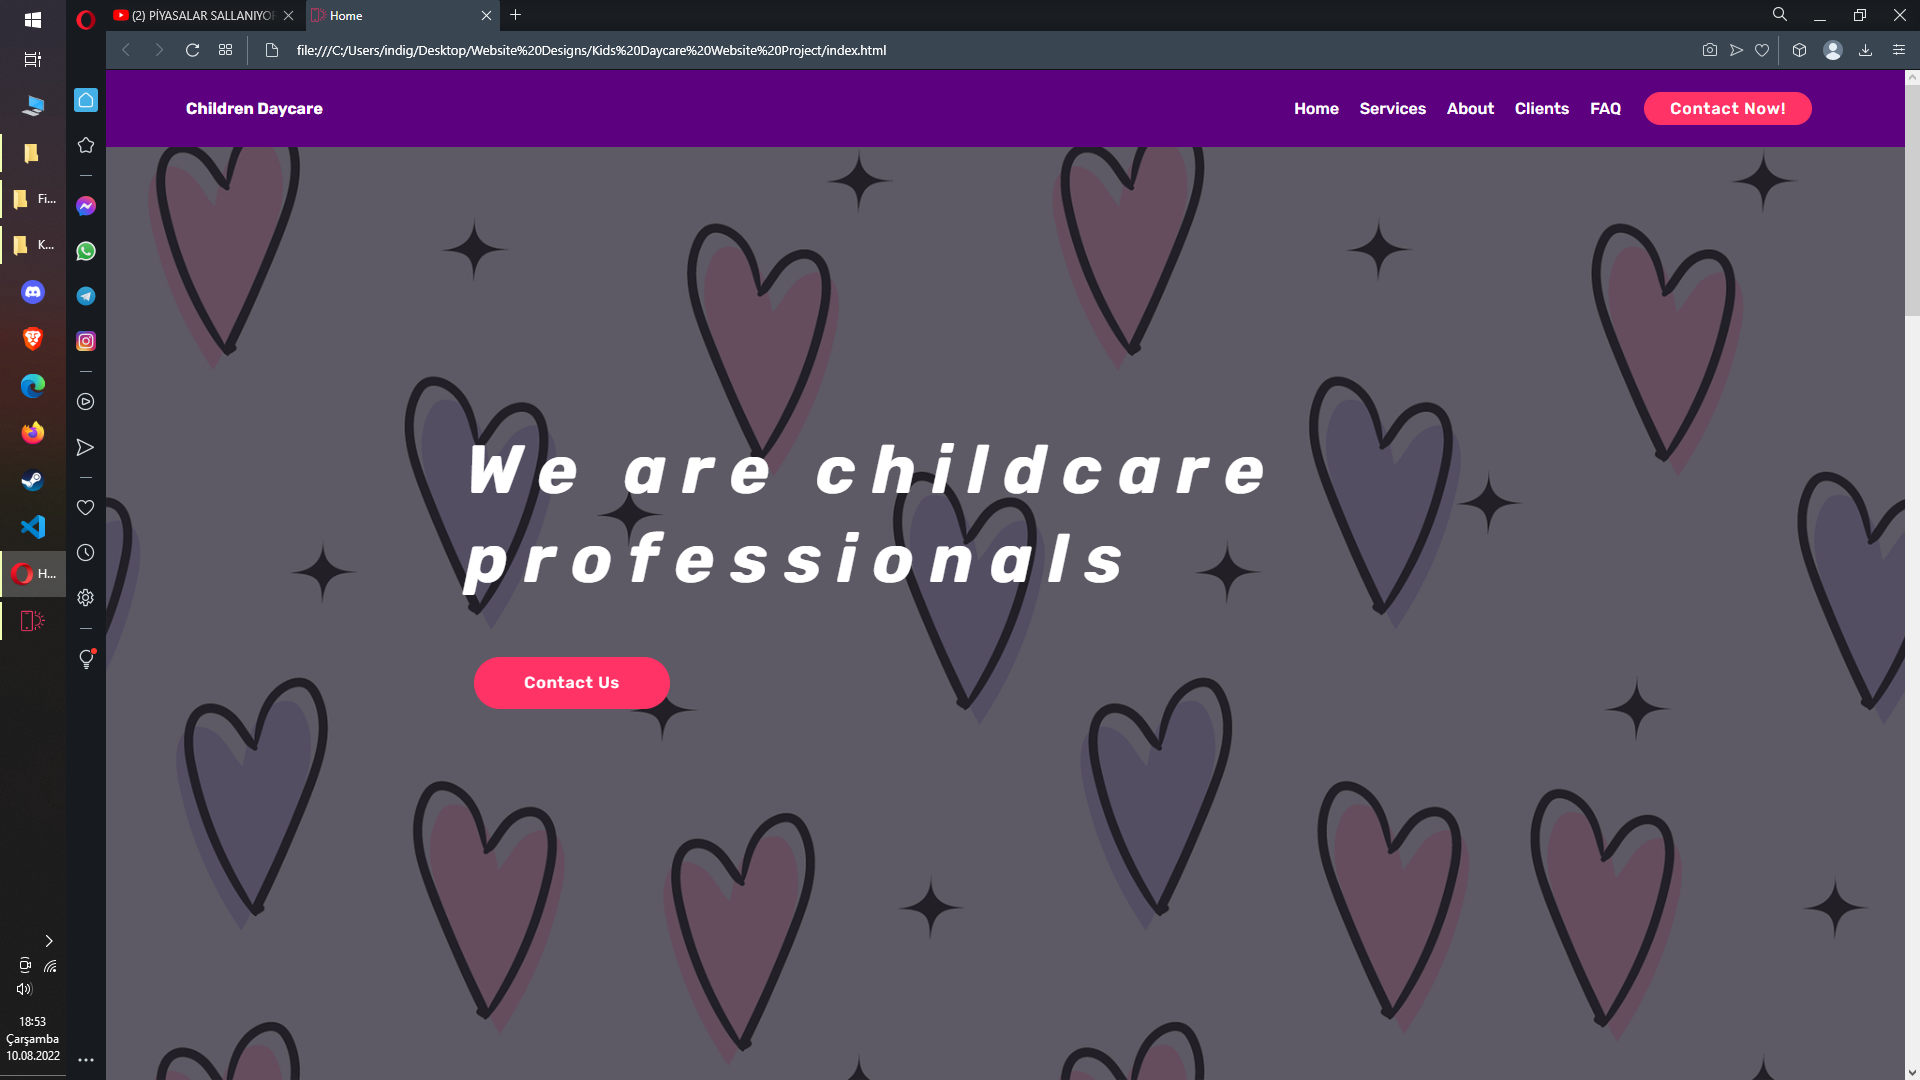 (2) PİYASALAR SALLANIYOR
Home
file:///C:/Users/indig/Desktop/Website%20Designs/Kids%20Daycare%20Website%20Project/index.html
Children Daycare
Home
Services
About
Clients
FAQ
Contact Now!
Fi...
K...
H...
We are childcare
professionals
Contact Us
18:53
Çarşamba
10.08.2022